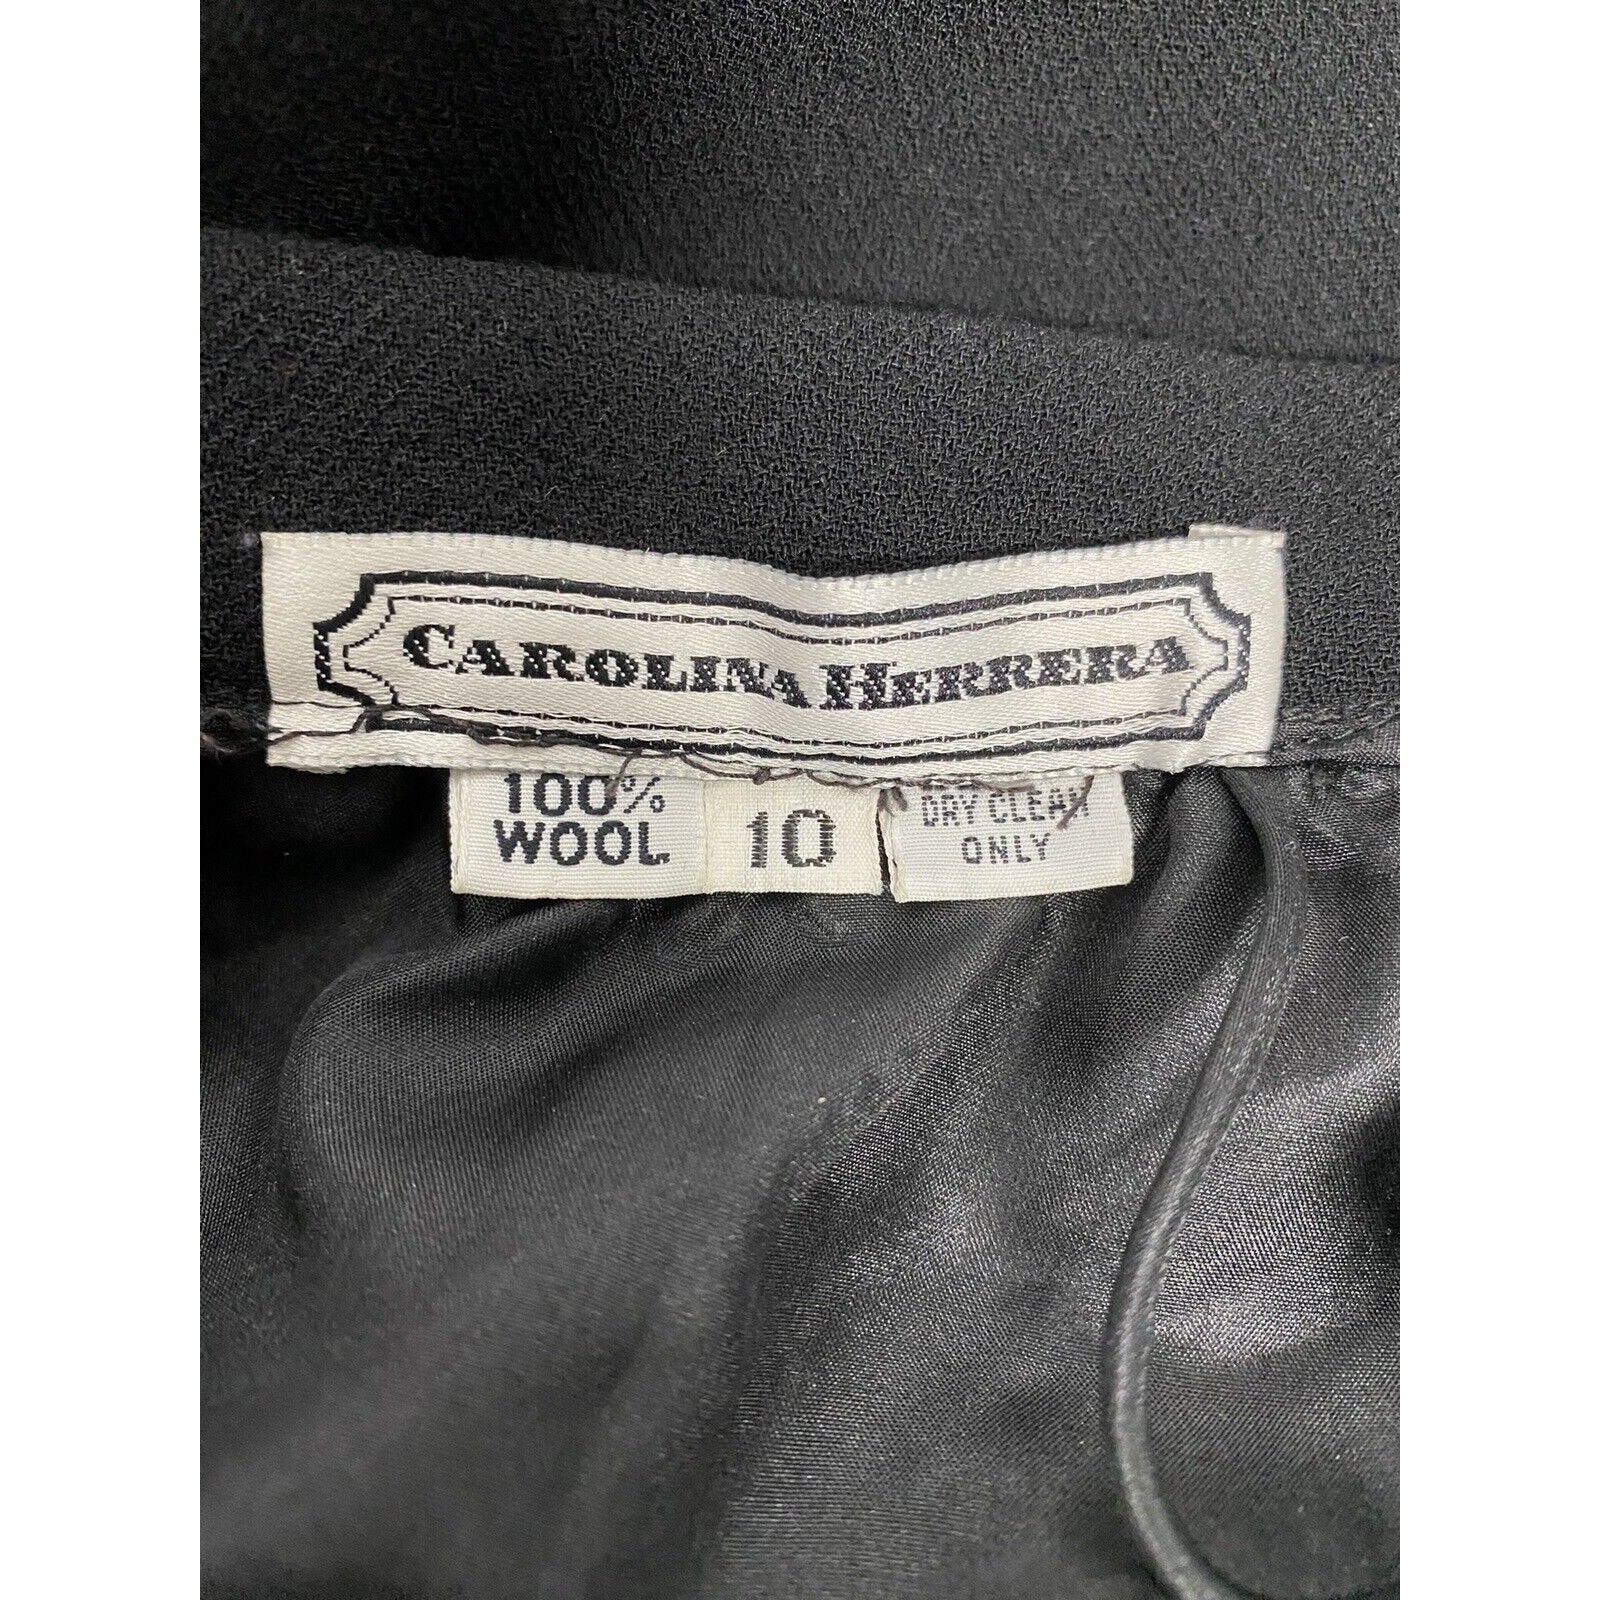 CAROLINA HERRERA
100%
WOOL
10
DRY CLEAN
ONLY